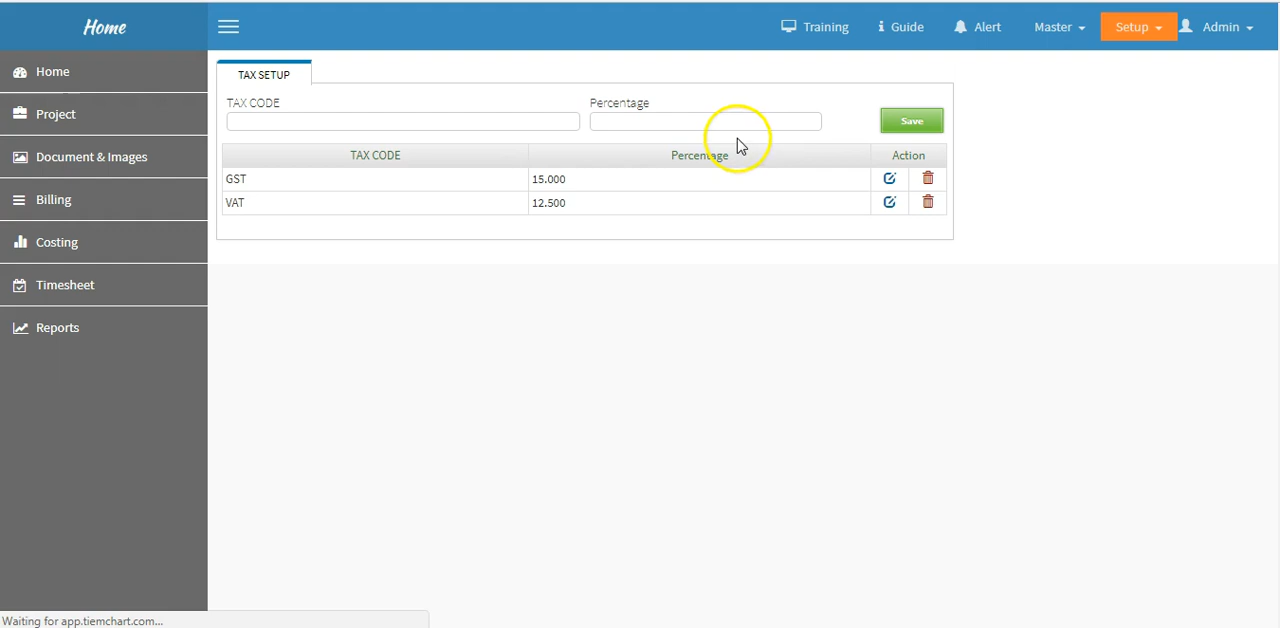 Home
Training Guide Alert Master Setup Admin
Home
Project
Document & Images
Billing
Costing
Timesheet
Reports
TAX SETUP
TAX CODE Percentage
Save
TAX CODE Percentage Action
GST 15.000
VAT 12.500
Waiting for app.tiemchart.com...